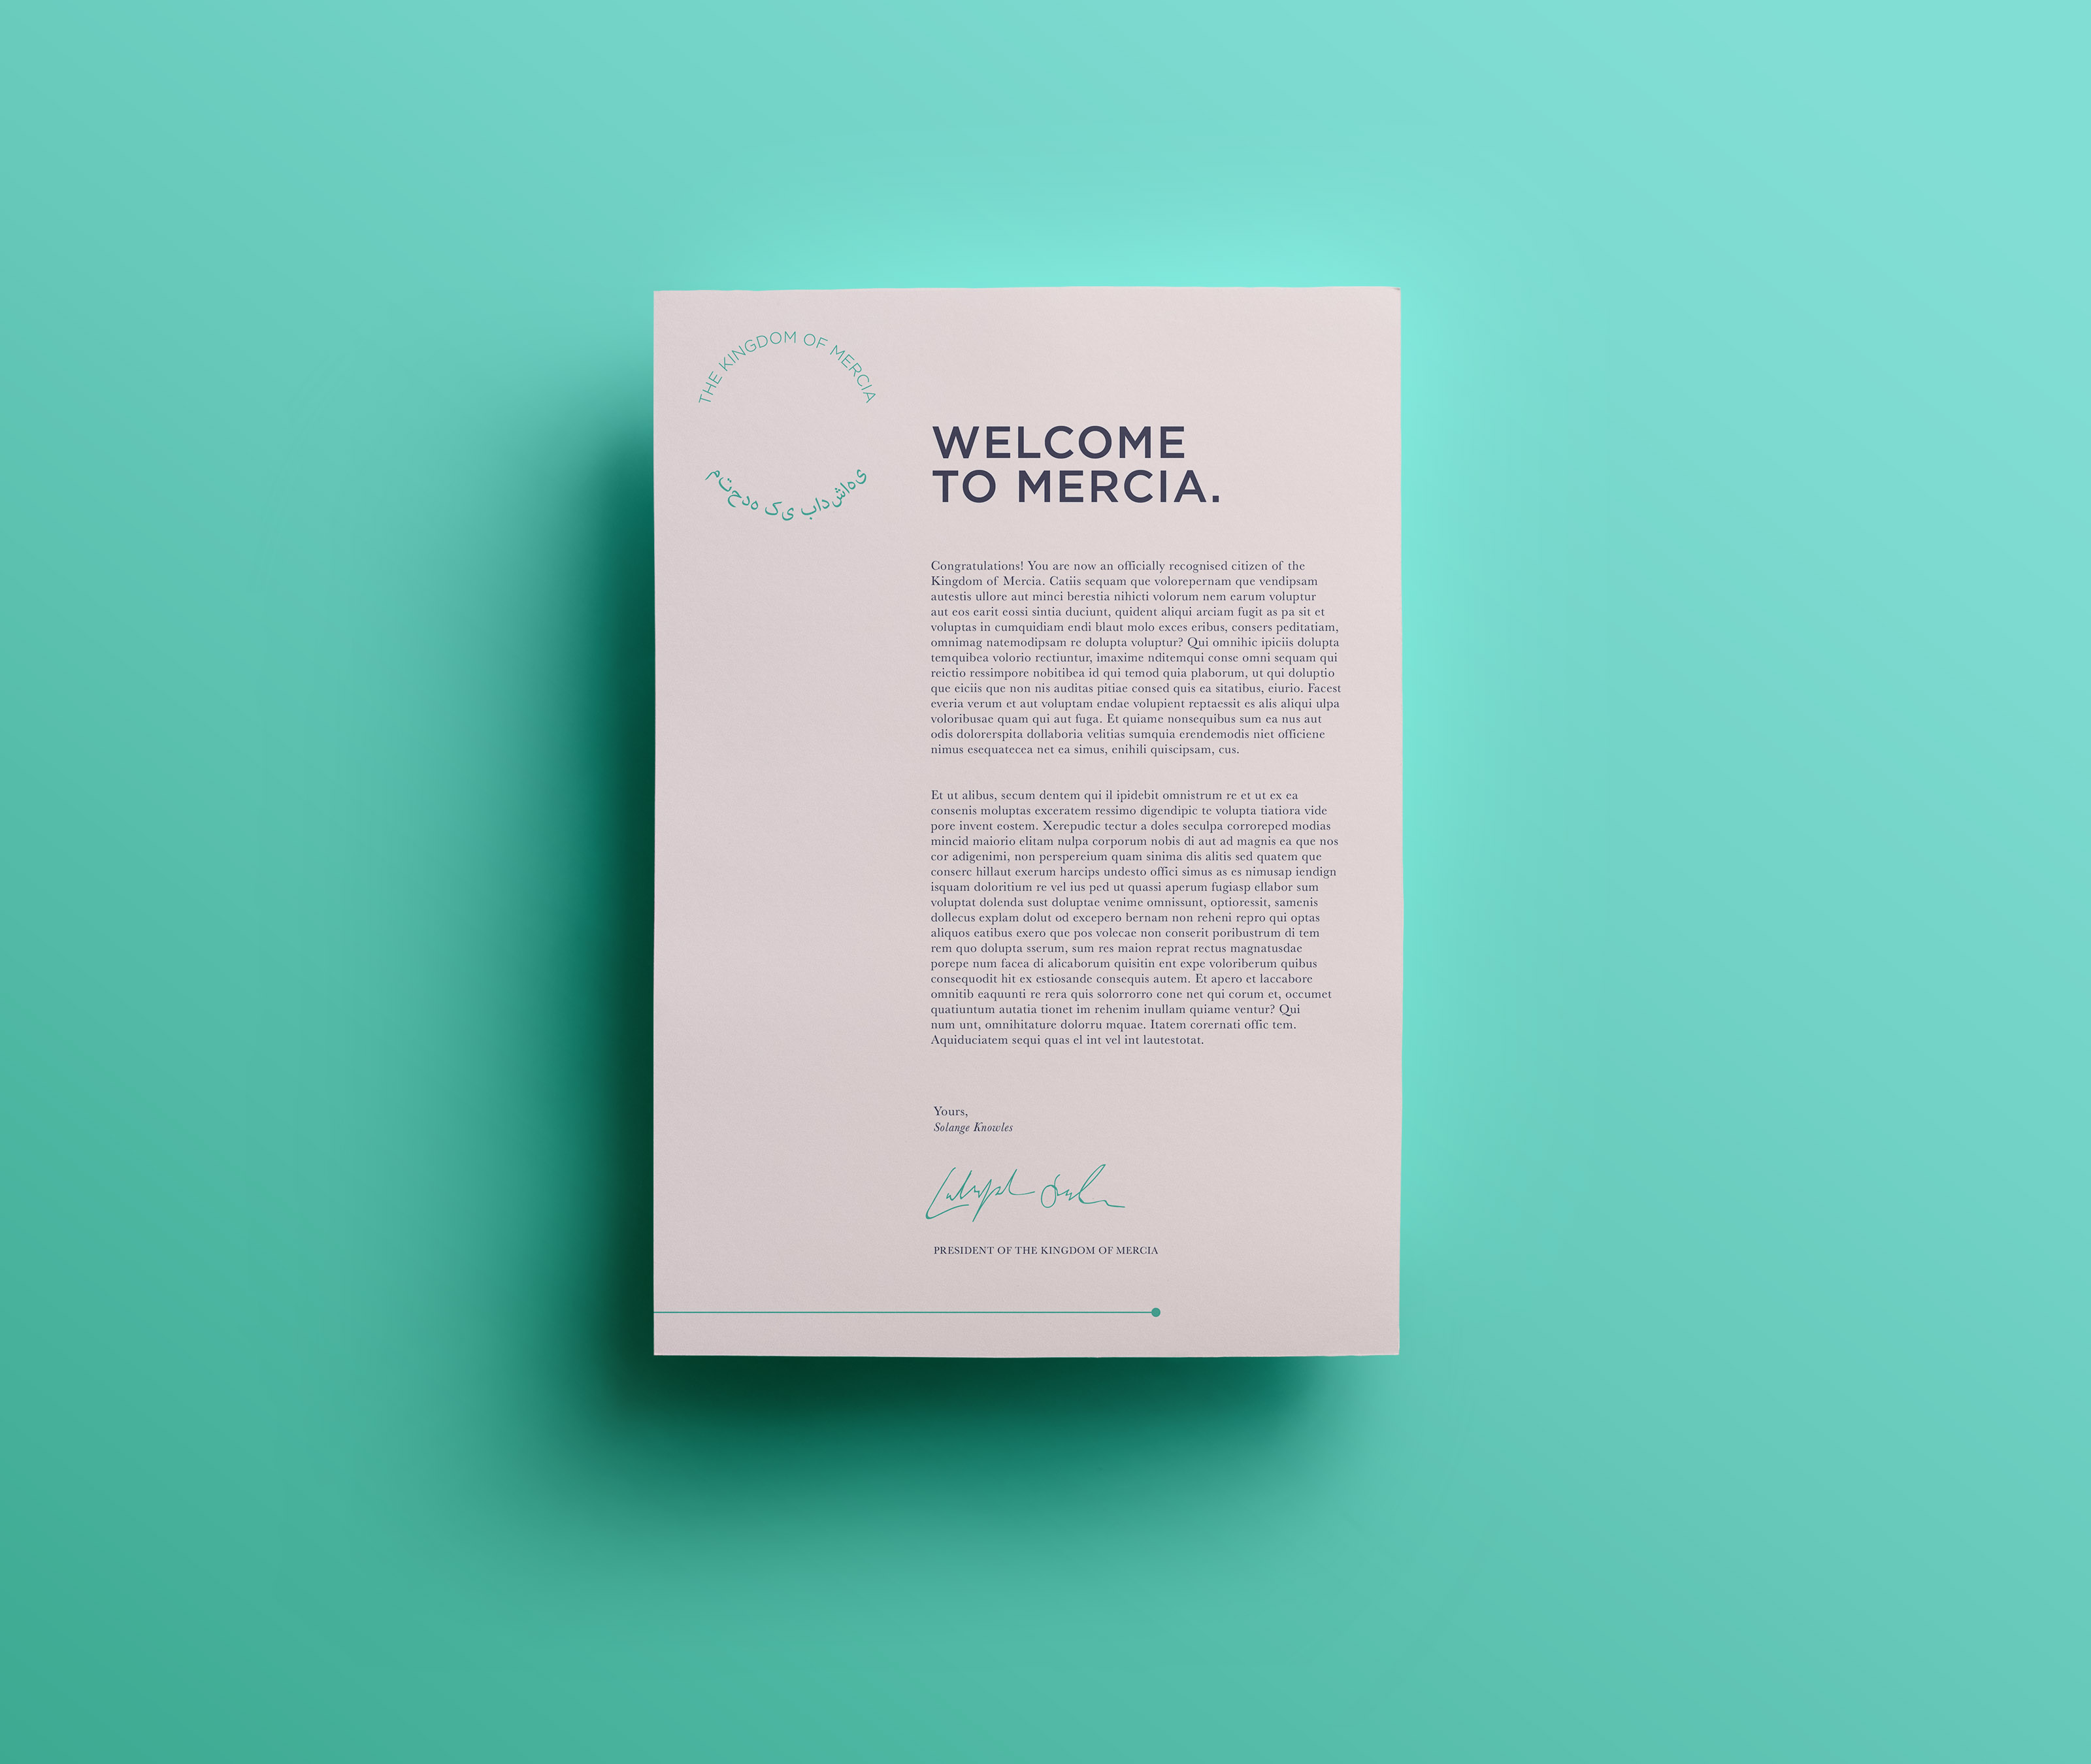 THE KINGDOM OF MERCIA
متحدہ کی بادشاہی
WELCOME
TO MERCIA.
Congratulations! You are now an officially recognised citizen of the
Kingdom of Mercia. Catiis sequam que volorepernam que vendipsam
autestis ullore aut minci berestia nihicti volorum nem earum voluptur
aut eos earit eossi sintia duciunt, quident aliqui arciam fugit as pa sit et
voluptas in cumquidiam endi blaut molo exces eribus, consers peditatiam,
omnimag natemodipsam re dolupta voluptur? Qui omnihic ipiciis dolupta
temquibea volorio rectiuntur, imaxime nditemqui conse omni sequam qui
reictio ressimpore nobitibea id qui temod quia plaborum, ut qui doluptio
que eiciis que non nis auditas pitiae consed quis ea sitatibus, eiurio. Facest
everia verum et aut voluptam endae volupient reptaessit es alis aliqui ulpa
voloribusae quam qui aut fuga. Et quiame nonsequibus sum ea nus aut
odis dolorerspita dollaboria velitias sumquia erendemodis niet officiene
nimus esequatecea net ea simus, enihili quiscipsam, cus.
Et ut alibus, secum dentem qui il ipidebit omnistrum re et ut ex ea
consenis moluptas exceratem ressimo digendipic te volupta tiatiora vide
pore invent eostem. Xerepudic tectur a doles seculpa corroreped modias
mincid maiorio elitam nulpa corporum nobis di aut ad magnis ea que nos
cor adigenimi, non perspereium quam sinima dis alitis sed quatem que
conserc hillaut exerum harcips undesto offici simus as es nimusap iendign
isquam doloritium re vel ius ped ut quassi aperum fugiasp ellabor sum
voluptat dolenda sust doluptae venime omnissunt, optioressit, samenis
dollecus explam dolut od excepero bernam non reheni repro qui optas
aliquos eatibus exero que pos volecae non conserit poribustrum di tem
rem quo dolupta sserum, sum res maion reprat rectus magnatusdae
porepe num facea di alicaborum quisitin ent expe voloriberum quibus
consequodit hit ex estiosande consequis autem. Et apero et laccabore
omnitib eaquunti re rera quis solorrorro cone net qui corum et, occumet
quatiuntum autatia tionet im rehenim inullam quiame ventur? Qui
num unt, omnihitature dolorru mquae. Itatem corernati offic tem.
Aquiduciatem sequi quas el int vel int lautestotat.
Yours,
Solange Knowles
PRESIDENT OF THE KINGDOM OF MERCIA